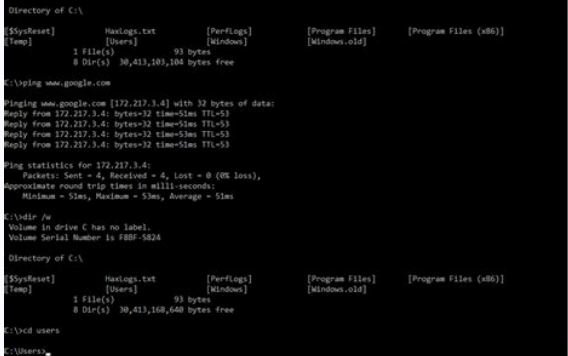 Directory of C:\
[$SysReset] HaxLogs.txt [PerfLogs] [Program Files] [Program Files (x86)]
[Temp] [Users] [Windows] [Windows.old]
1 File(s) 93 bytes
8 Dir(s) 30,413,103,104 bytes free
C:\>ping www.google.com
Pinging www.google.com [172.217.3.4] with 32 bytes of data:
Reply from 172.217.3.4: bytes=32 time=51ms TTL=53
Reply from 172.217.3.4: bytes=32 time=51ms TTL=53
Reply from 172.217.3.4: bytes=32 time=53ms TTL=53
Reply from 172.217.3.4: bytes=32 time=51ms TTL=53
Ping statistics for 172.217.3.4:
Packets: Sent = 4, Received = 4, Lost = 0 (0% loss),
Approximate round trip times in milli-seconds:
Minimum = 51ms, Maximum = 53ms, Average = 51ms
C:\>dir /w
Volume in drive C has no label.
Volume Serial Number is F8BF-5824
Directory of C:\
[$SysReset] HaxLogs.txt [PerfLogs] [Program Files] [Program Files (x86)]
[Temp] [Users] [Windows] [Windows.old]
1 File(s) 93 bytes
8 Dir(s) 30,413,168,640 bytes free
C:\>cd users
C:\Users>